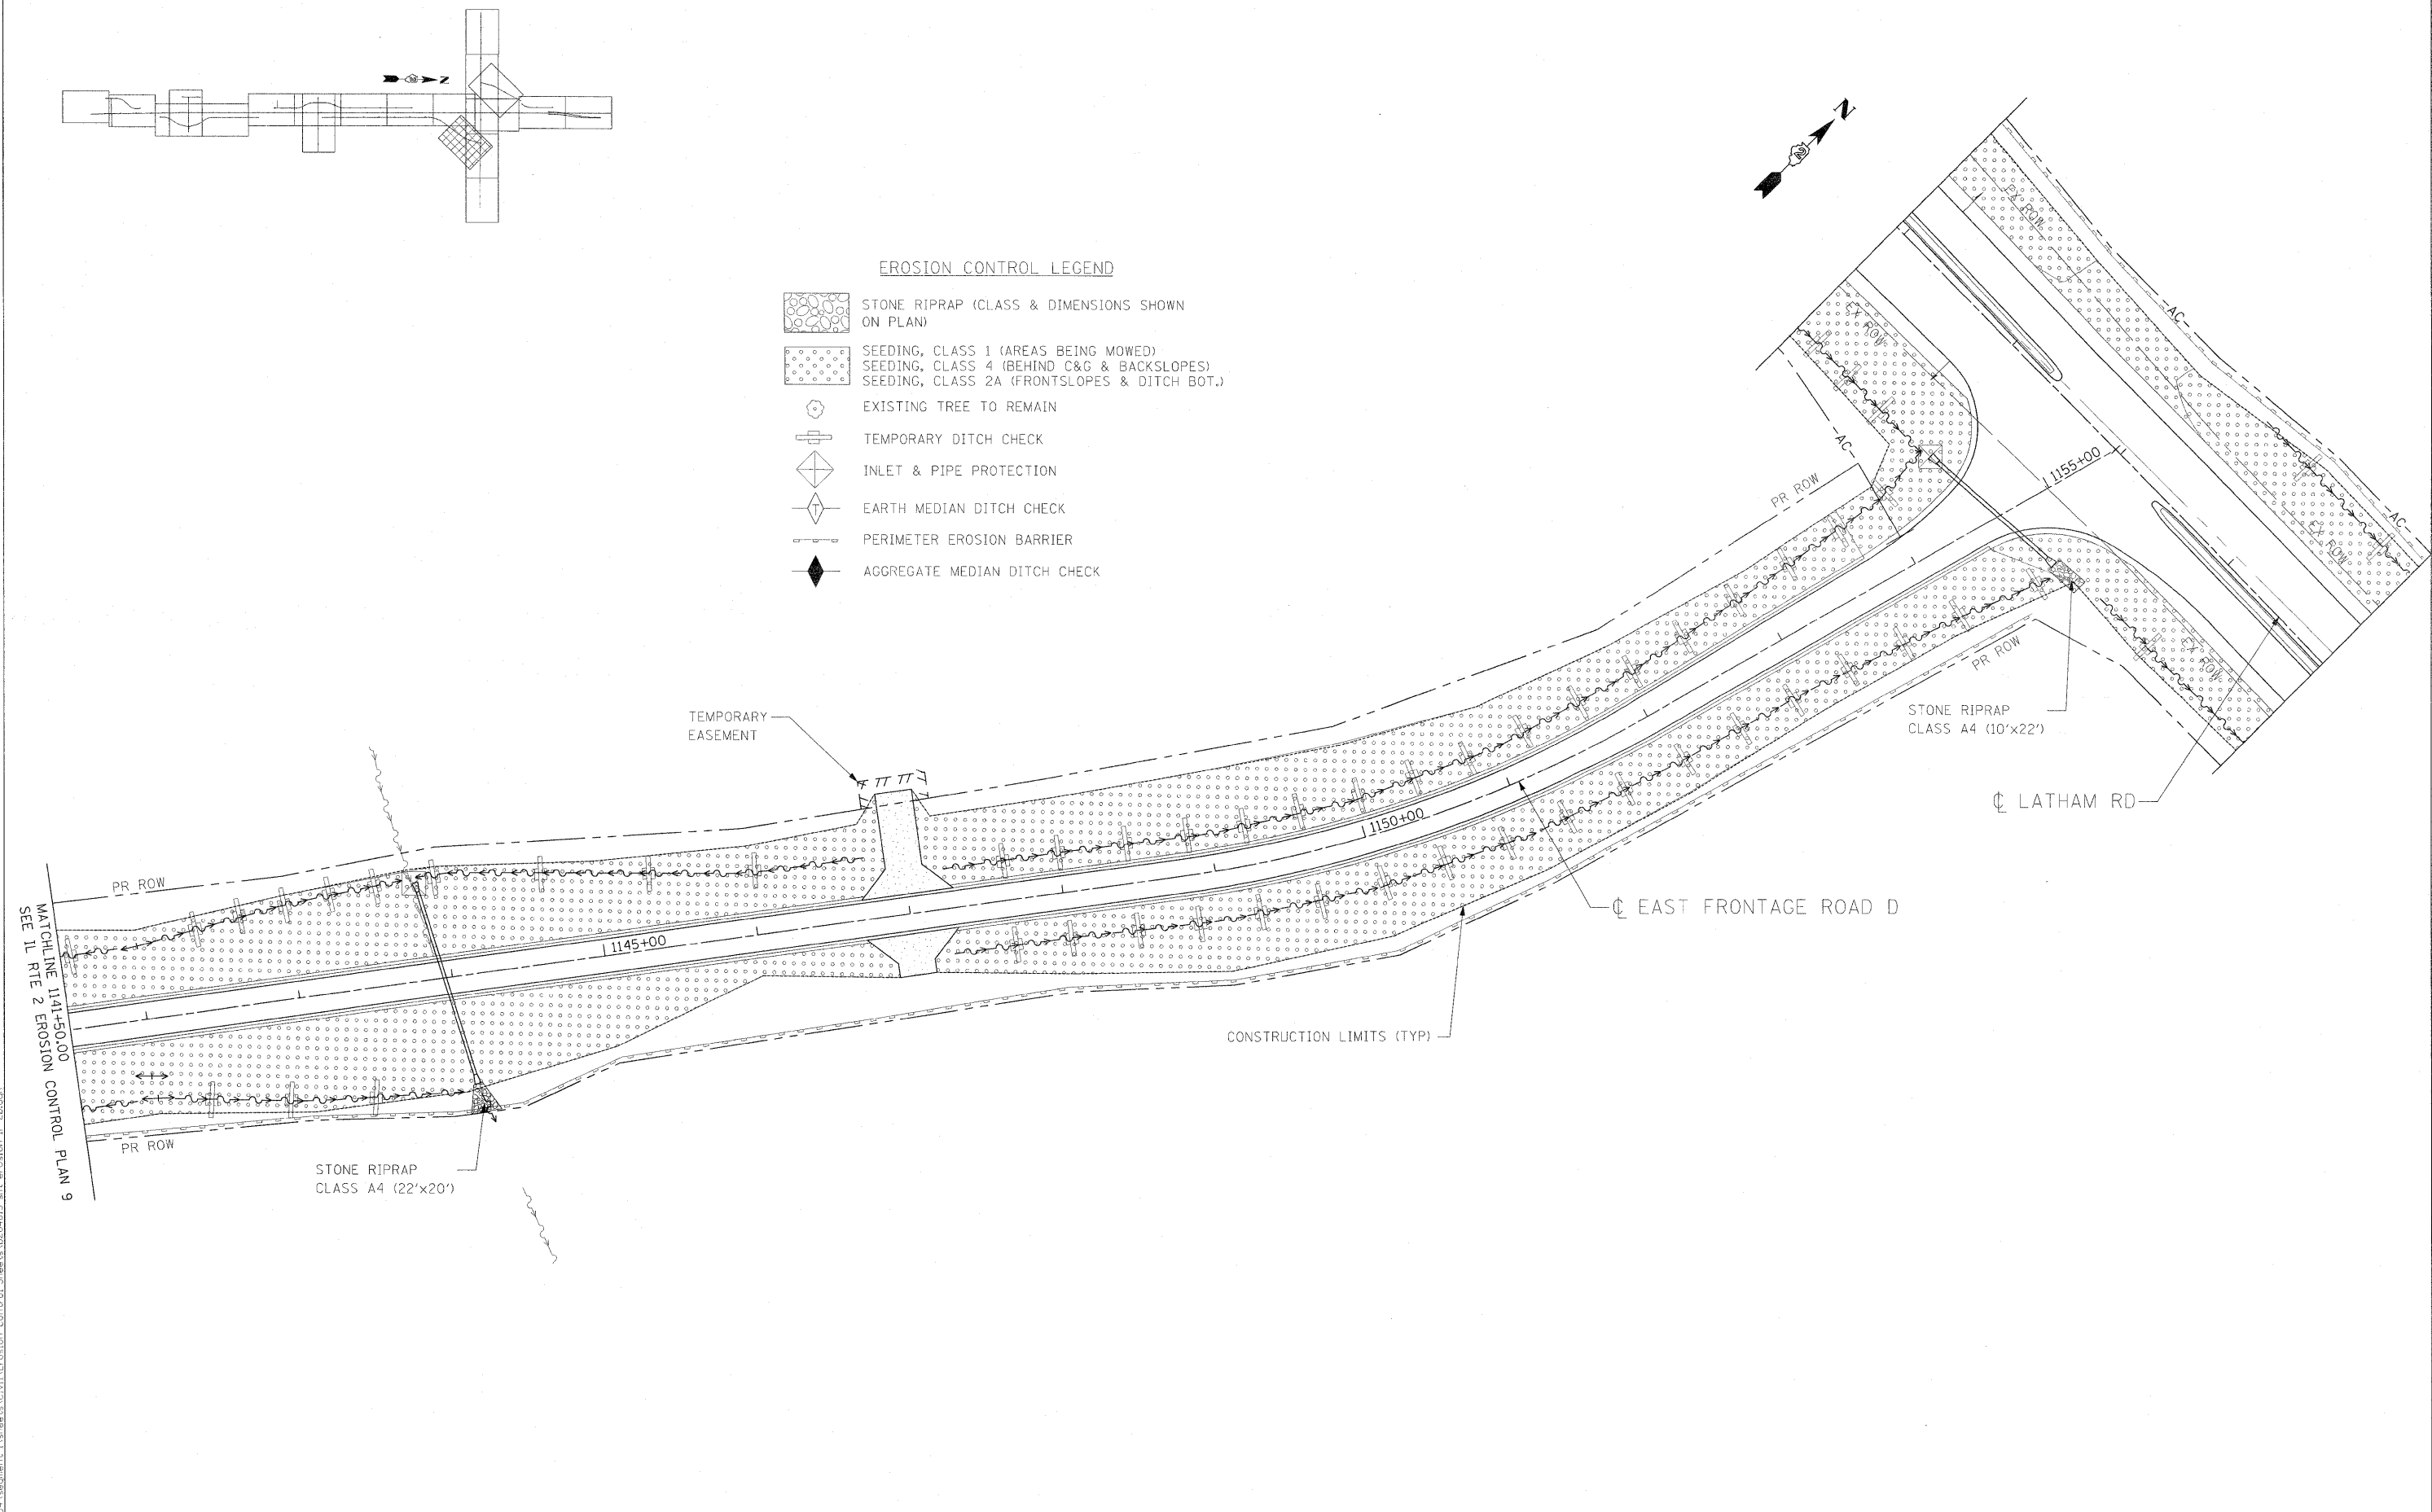 N
N
2
EROSION CONTROL LEGEND
STONE RIPRAP (CLASS & DIMENSIONS SHOWN
ON PLAN)
SEEDING, CLASS 1 (AREAS BEING MOWED)
SEEDING, CLASS 4 (BEHIND C&G & BACKSLOPES)
SEEDING, CLASS 2A (FRONTSLOPES & DITCH BOT.)
EXISTING TREE TO REMAIN
TEMPORARY DITCH CHECK
INLET & PIPE PROTECTION
T
EARTH MEDIAN DITCH CHECK
PERIMETER EROSION BARRIER
AGGREGATE MEDIAN DITCH CHECK
EX ROW
AC
EX ROW
AC
PR ROW
1155+00
AC
EX ROW
PR ROW
EX ROW
STONE RIPRAP
CLASS A4 (10'x22')
℄ LATHAM RD
TEMPORARY
EASEMENT
1150+00
℄ EAST FRONTAGE ROAD D
CONSTRUCTION LIMITS (TYP)
PR ROW
1145+00
MATCHLINE 1141+50.00
SEE IL RTE 2 EROSION CONTROL PLAN 9
PR ROW
STONE RIPRAP
CLASS A4 (22'x20')